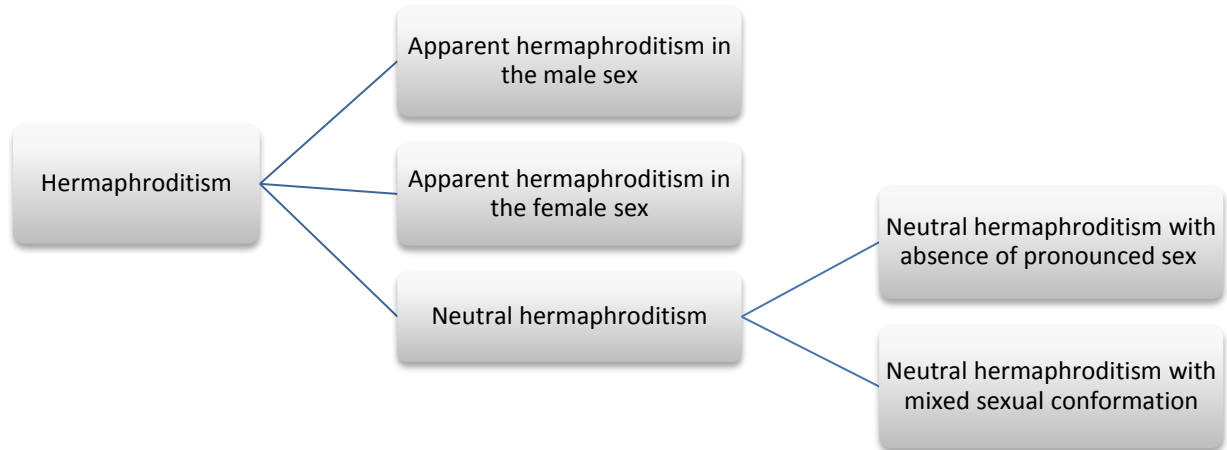 Hermaphroditism
Apparent hermaphroditism in
the male sex
Apparent hermaphroditism in
the female sex
Neutral hermaphroditism
Neutral hermaphroditism with
absence of pronounced sex
Neutral hermaphroditism with
mixed sexual conformation